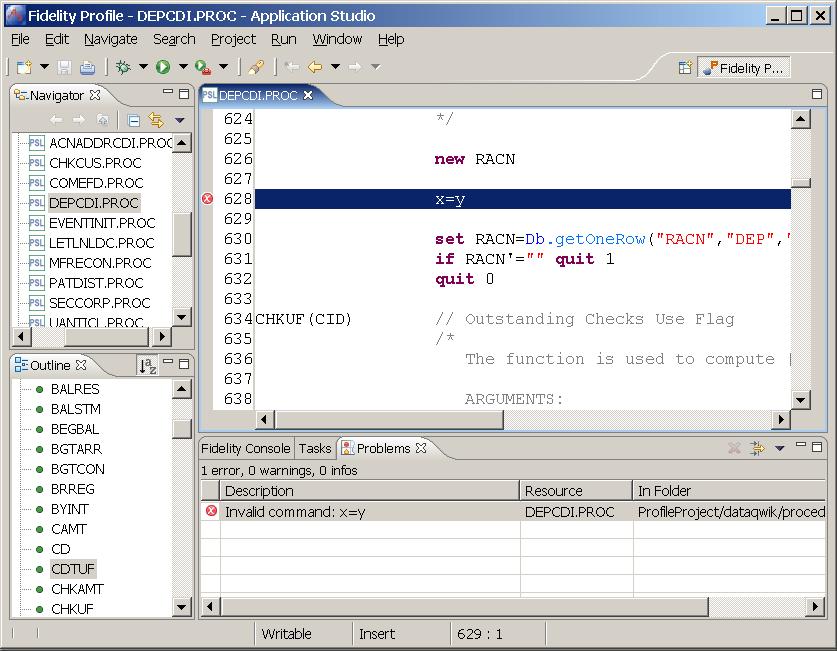 Fidelity Profile - DEPCDI.PROC - Application Studio
File Edit Navigate Search Project Run Window Help
Fidelity P...
Navigator
ACNADDRCDI.PROC
CHKCUS.PROC
COMEFD.PROC
DEPCDI.PROC
EVENTINIT.PROC
LETLNLDC.PROC
MFRECON.PROC
PATDIST.PROC
SECCORP.PROC
UANTICL.PROC
Outline
BALRES
BALSTM
BEGBAL
BGTARR
BGTCON
BRREG
BYINT
CAMT
CD
CDTUF
CHKAMT
CHKUF
DEPCDI.PROC
624 */
625
626 new RACN
627
628 x=y
629
630 set RACN=Db.getOneRow("RACN","DEP","
631 if RACN'="" quit 1
632 quit 0
633
634 CHKUF(CID) // Outstanding Checks Use Flag
635 /*
636 The function is used to compute
637
638 ARGUMENTS:
Fidelity Console Tasks Problems
1 error, 0 warnings, 0 infos
Description Resource In Folder
Invalid command: x=y DEPCDI.PROC ProfileProject/dataqwik/proced
Writable Insert 629 : 1